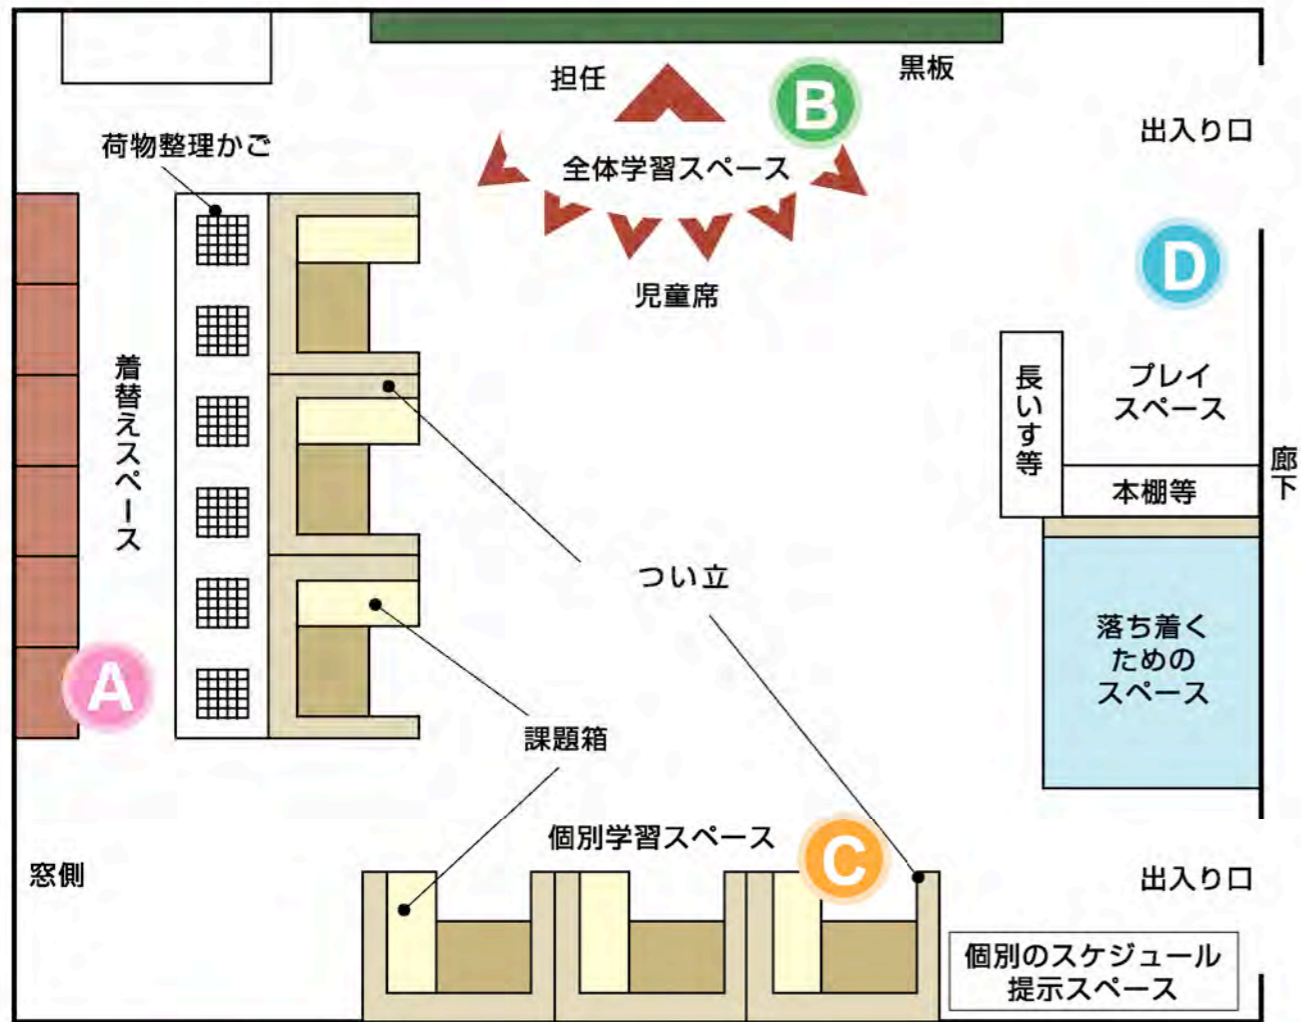 担任
黒板
B
出入り口
荷物整理かご
全体学習スペース
児童席
D
着替えスペース
長いす等
プレイ
スペース
本棚等
廊下
つい立
落ち着く
ための
スペース
A
課題箱
個別学習スペース
C
窓側
出入り口
個別のスケジュール
提示スペース